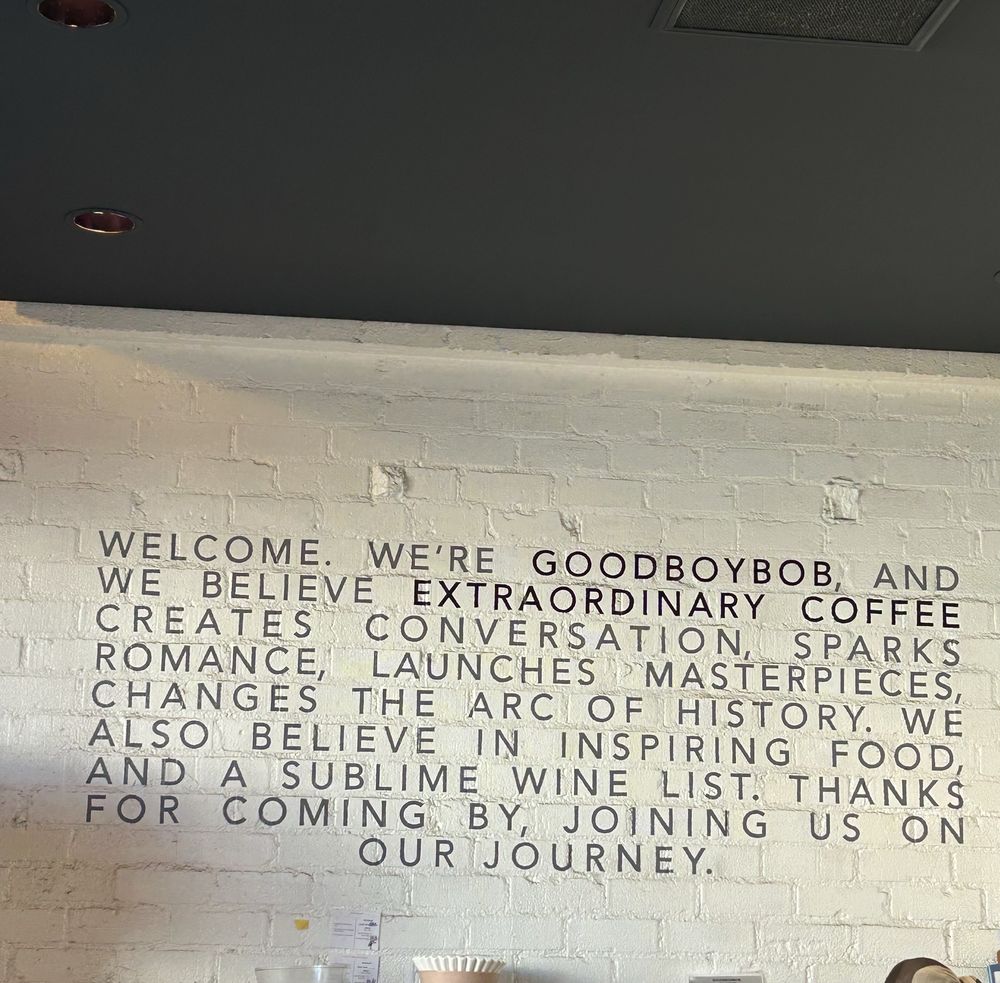 WELCOME. WE'RE GOODBOYBOB, AND
WE BELIEVE EXTRAORDINARY COFFEE
CREATES CONVERSATION, SPARKS
ROMANCE, LAUNCHES MASTERPIECES,
CHANGES THE ARC OF HISTORY. WE
ALSO BELIEVE IN INSPIRING FOOD,
AND A SUBLIME WINE LIST. THANKS
FOR COMING BY, JOINING US ON
OUR JOURNEY.